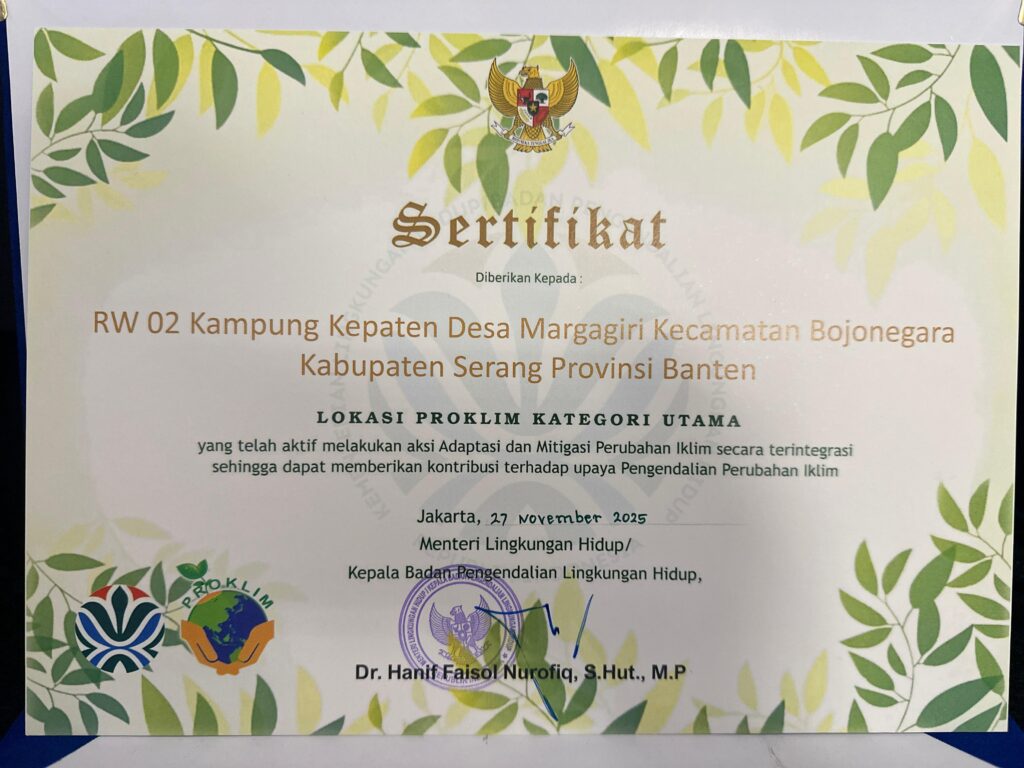 Sertifikat
Diberikan Kepada :
RW 02 Kampung Kepaten Desa Margagiri Kecamatan Bojonegara
Kabupaten Serang Provinsi Banten
LOKASI PROKLIM KATEGORI UTAMA
yang telah aktif melakukan aksi Adaptasi dan Mitigasi Perubahan Iklim secara terintegrasi
sehingga dapat memberikan kontribusi terhadap upaya Pengendalian Perubahan Iklim
Jakarta, 27 November 2025
Menteri Lingkungan Hidup/
Kepala Badan Pengendalian Lingkungan Hidup,
PROKLIM
Dr. Hanif Faisol Nurofiq, S.Hut., M.P